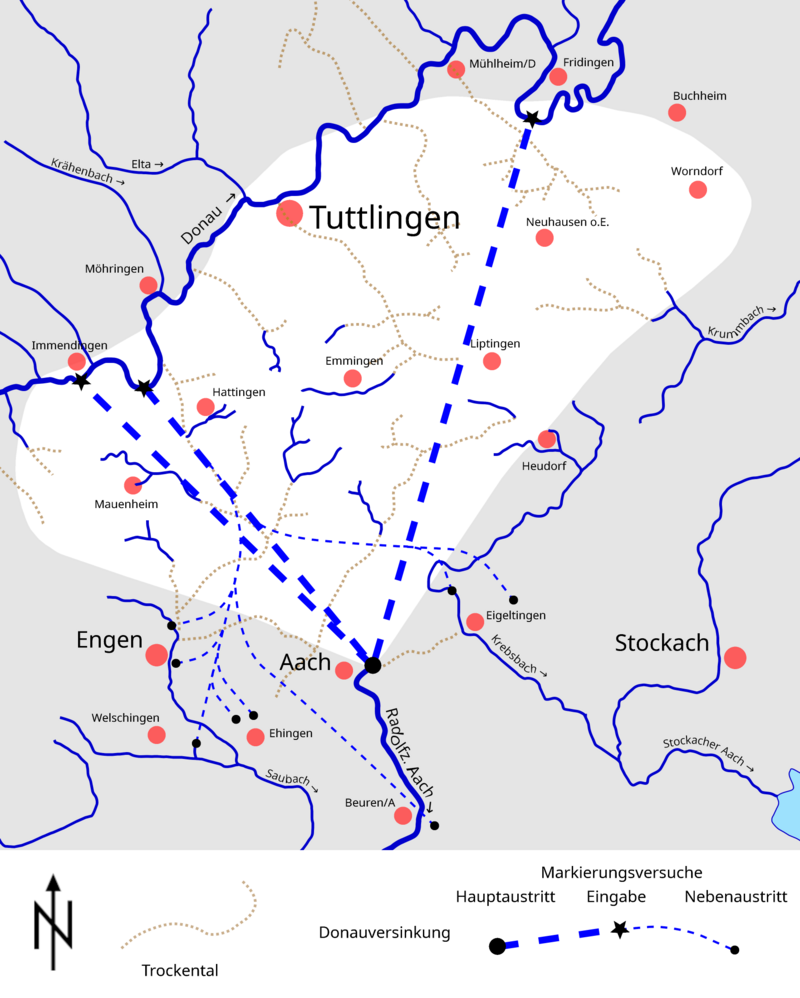 Mühlheim/D
Fridingen
Buchheim
Elta →
Krähenbach →
Worndorf
Donau →
Tuttlingen
Neuhausen o.E.
Möhringen
Krummbach →
Immendingen
Liptingen
Emmingen
Hattingen
Heudorf
Mauenheim
Eigeltingen
Engen
Aach
Krebsbach →
Stockach
Welschingen
Ehingen
Radolfz. Aach →
Stockacher Aach →
Saubach →
Beuren/A
Markierungsversuche
Hauptaustritt Eingabe Nebenaustritt
N
Donauversinkung
Trockental